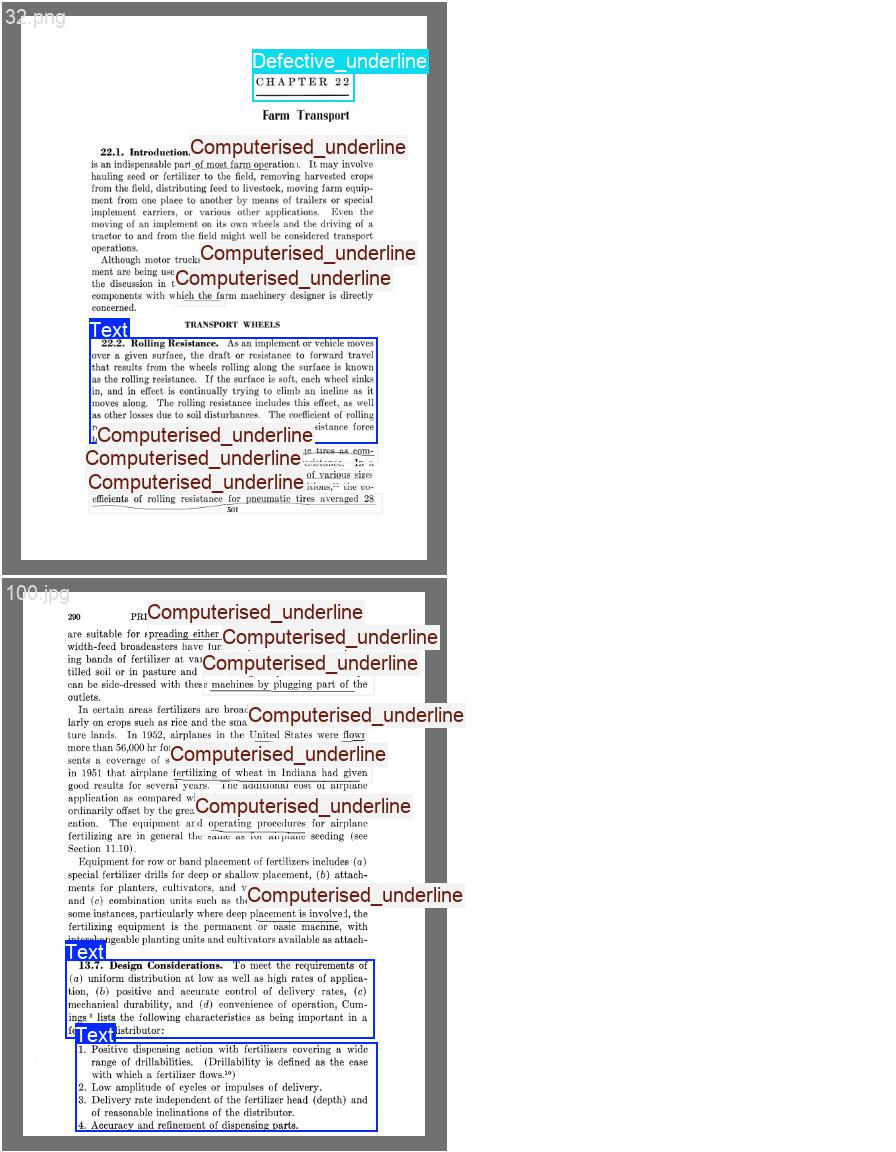 32.png
Defective_underline
CHAPTER 22
Farm Transport
22.1. Introduction. Computerised_underline
is an indispensable part of most farm operations. It may involve
hauling seed or fertilizer to the field, removing harvested crops
from the field, distributing feed to livestock, moving farm equip-
ment from one place to another by means of trailers or special
implement carriers, or various other applications. Even the
moving of an implement on its own wheels and the driving of a
tractor to and from the field might well be considered transport
operations.
Although motor trucks Computerised_underline
ment are being use Computerised_underline
the discussion in t
components with which the farm machinery designer is directly
concerned.
TRANSPORT WHEELS
Text
22.2. Rolling Resistance. As an implement or vehicle moves
over a given surface, the draft or resistance to forward travel
that results from the wheels rolling along the surface is known
as the rolling resistance. If the surface is soft, each wheel sinks
in, and in effect is continually trying to climb an incline as it
moves along. The rolling resistance includes this effect, as well
as other losses due to soil disturbances. The coefficient of rolling
sistance force
Computerised_underline
tires as com-
Computerised_underline
In a
of various sizes
Computerised_underline
the co-
efficients of rolling resistance for pneumatic tires averaged 28
501
100.jpg
290 PRI Computerised_underline
are suitable for spreading either Computerised_underline
width-feed broadcasters have fur
ing bands of fertilizer at var Computerised_underline
tilled soil or in pasture and
can be side-dressed with these machines by plugging part of the
outlets.
In certain areas fertilizers are broad Computerised_underline
larly on crops such as rice and the sma
ture lands. In 1952, airplanes in the United States were flown
more than 56,000 hr for Computerised_underline
sents a coverage of s
in 1951 that airplane fertilizing of wheat in Indiana had given
good results for several years. The additional cost of airplane
application as compared wi Computerised_underline
ordinarily offset by the grea
cation. The equipment and operating procedures for airplane
fertilizing are in general the same as for airplane seeding (see
Section 11.10).
Equipment for row or band placement of fertilizers includes (a)
special fertilizer drills for deep or shallow placement, (b) attach-
ments for planters, cultivators, and v Computerised_underline
and (c) combination units such as the
some instances, particularly where deep placement is involved, the
fertilizing equipment is the permanent or basic machine, with
interchangeable planting units and cultivators available as attach-
Text
13.7. Design Considerations. To meet the requirements of
(a) uniform distribution at low as well as high rates of applica-
tion, (b) positive and accurate control of delivery rates, (c)
mechanical durability, and (d) convenience of operation, Cum-
ings ³ lists the following characteristics as being important in a
fe Text istributor:
1. Positive dispensing action with fertilizers covering a wide
range of drillabilities. (Drillability is defined as the ease
with which a fertilizer flows.¹⁰)
2. Low amplitude of cycles or impulses of delivery.
3. Delivery rate independent of the fertilizer head (depth) and
of reasonable inclinations of the distributor.
4. Accuracy and refinement of dispensing parts.